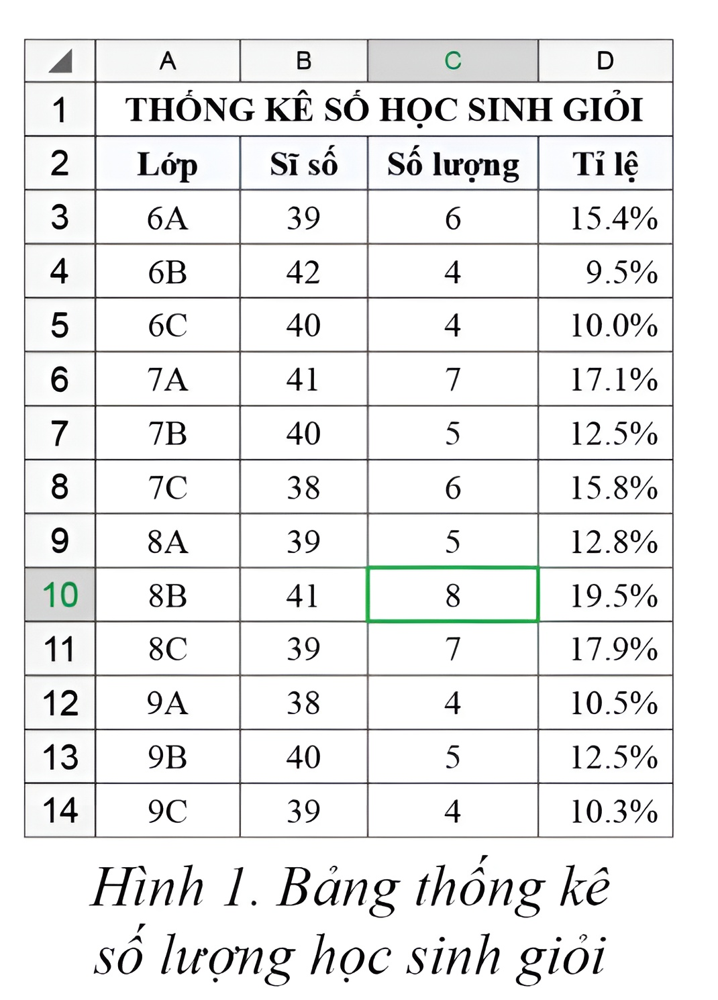 A B C D
1 THỐNG KÊ SỐ HỌC SINH GIỎI
2 Lớp Sĩ số Số lượng Tỉ lệ
3 6A 39 6 15.4%
4 6B 42 4 9.5%
5 6C 40 4 10.0%
6 7A 41 7 17.1%
7 7B 40 5 12.5%
8 7C 38 6 15.8%
9 8A 39 5 12.8%
10 8B 41 8 19.5%
11 8C 39 7 17.9%
12 9A 38 4 10.5%
13 9B 40 5 12.5%
14 9C 39 4 10.3%
Hình 1. Bảng thống kê
số lượng học sinh giỏi